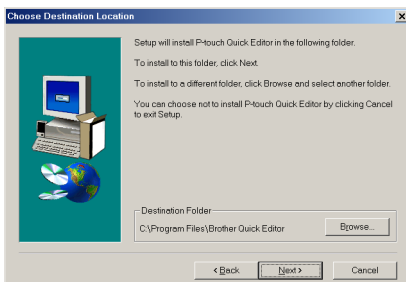 Choose Destination Location
Setup will install P-touch Quick Editor in the following folder.
To install to this folder, click Next.
To install to a different folder, click Browse and select another folder.
You can choose not to install P-touch Quick Editor by clicking Cancel
to exit Setup.
Destination Folder
C:\Program Files\Brother Quick Editor
Browse...
< Back
Next >
Cancel